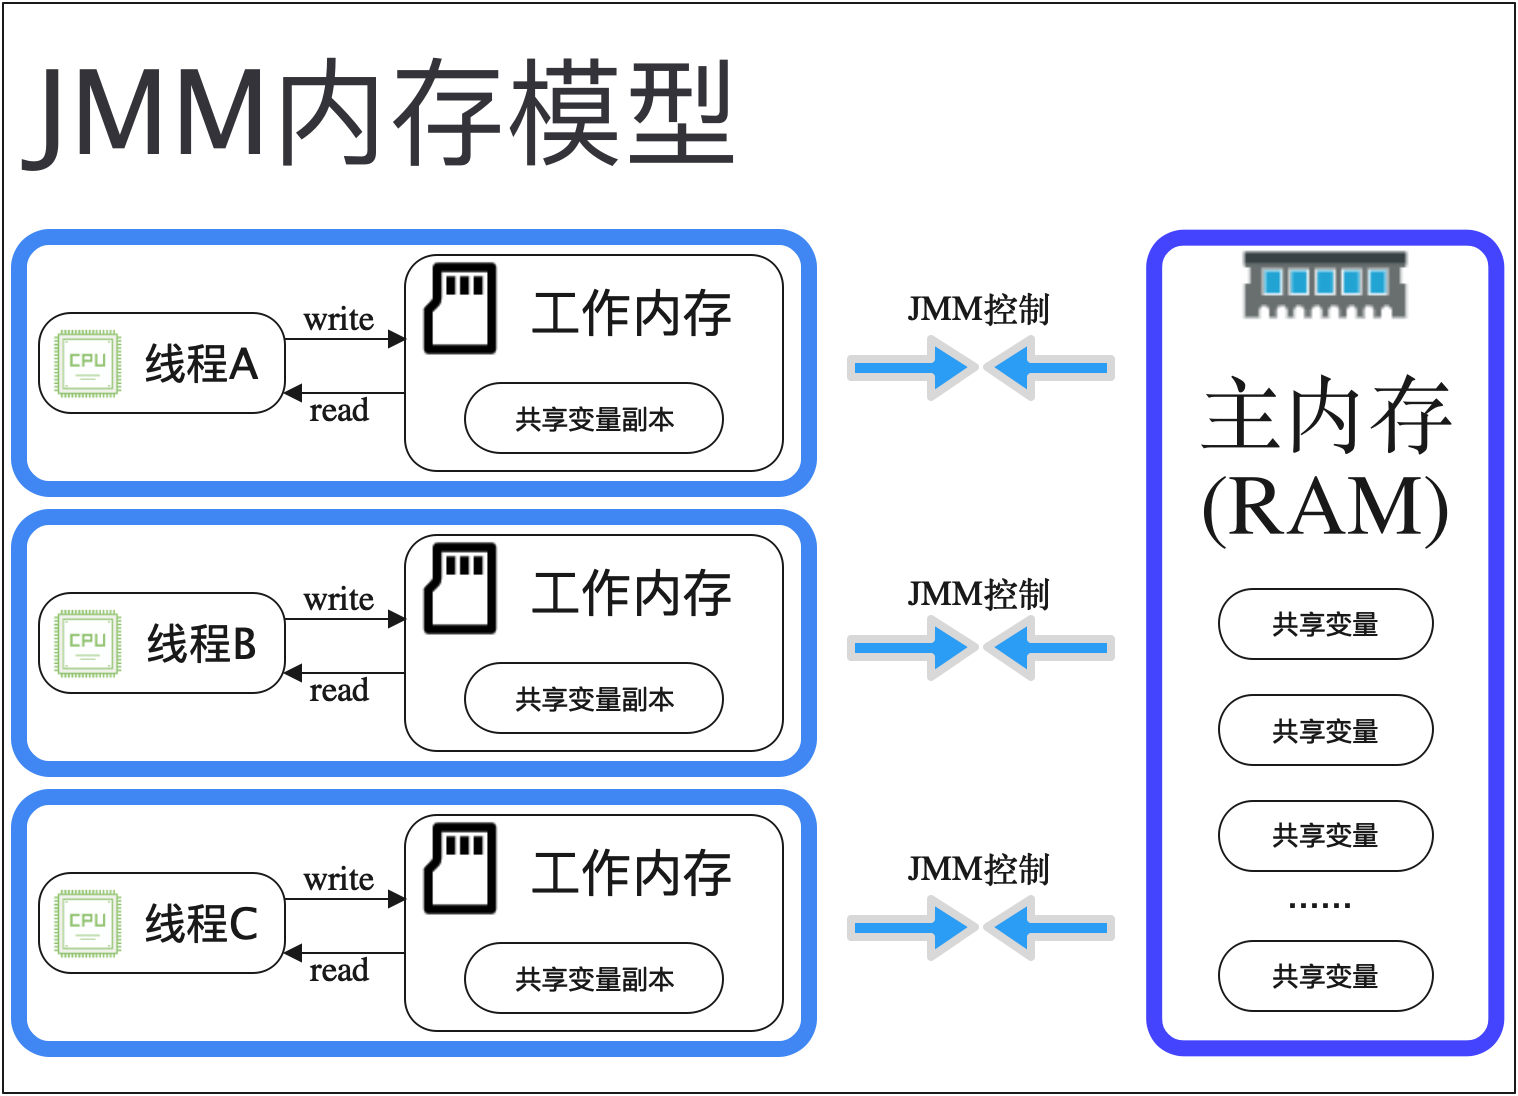 JMM内存模型
CPU
线程A
write
read
工作内存
共享变量副本
JMM控制
CPU
线程B
write
read
工作内存
共享变量副本
JMM控制
CPU
线程C
write
read
工作内存
共享变量副本
JMM控制
主内存
(RAM)
共享变量
共享变量
共享变量
······
共享变量